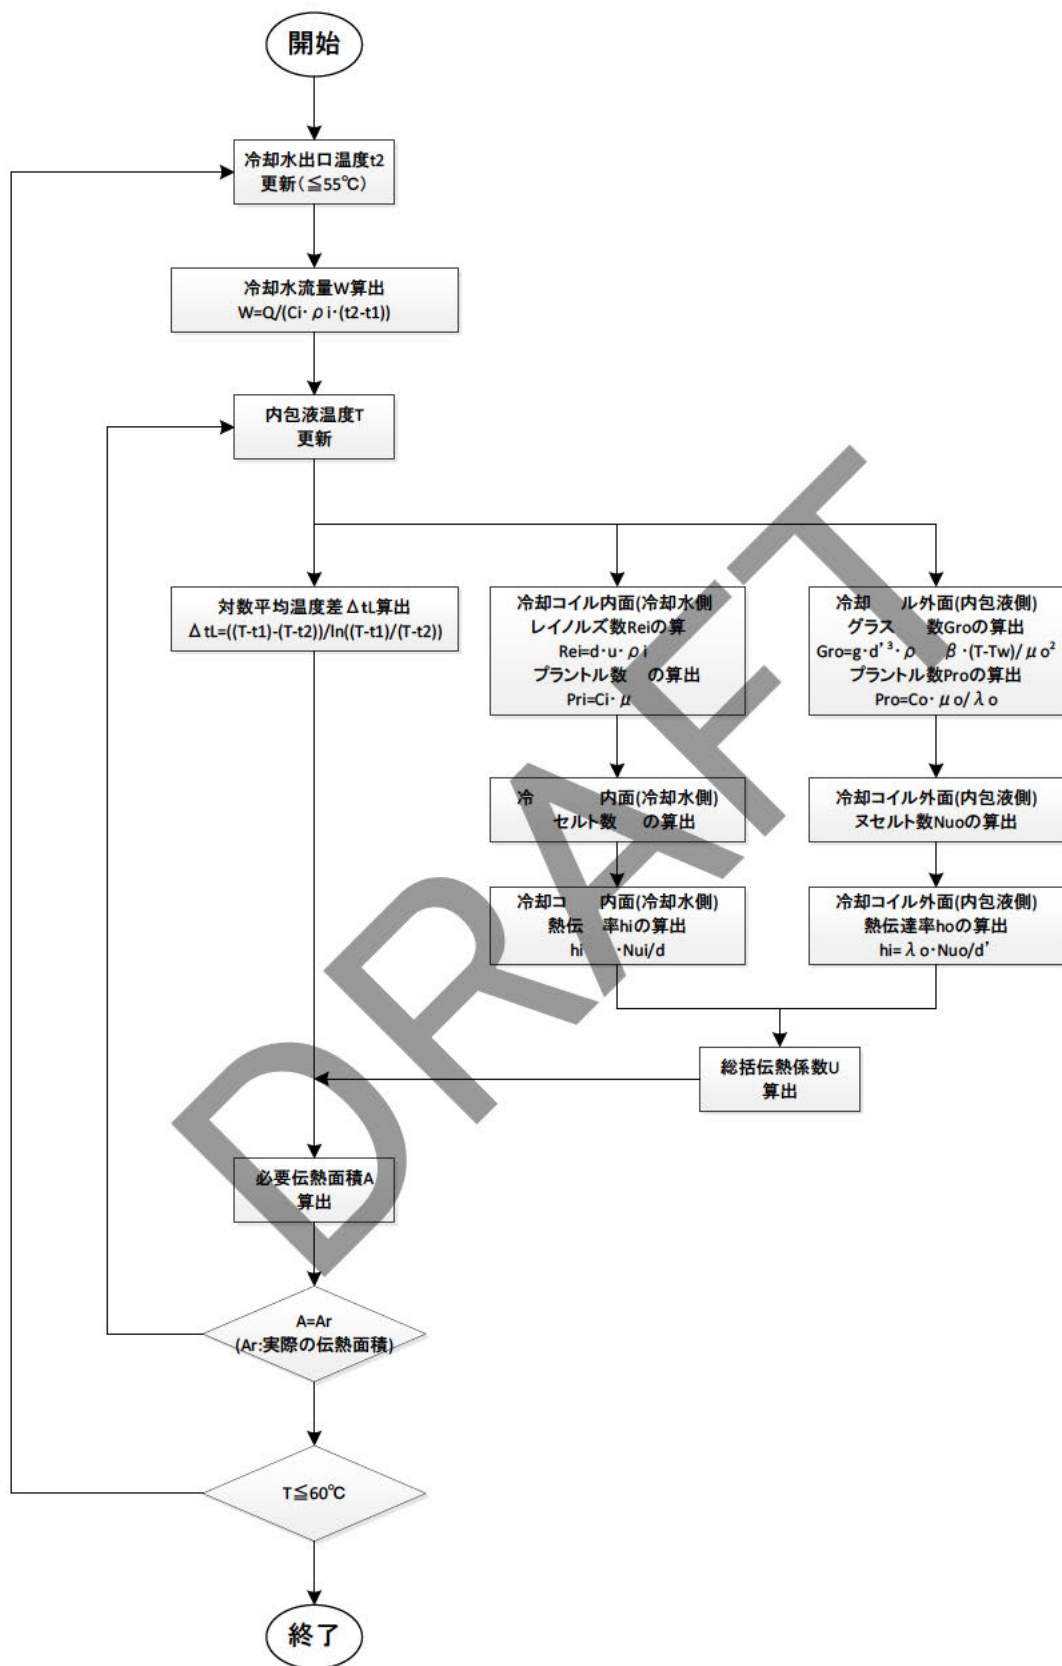 開始
冷却水出口温度t2
更新(≦55℃)
冷却水流量W算出
W=Q/(Ci・ρi・(t2-t1))
内包液温度T
更新
対数平均温度差ΔtL算出
ΔtL=((T-t1)-(T-t2))/ln((T-t1)/(T-t2))
冷却コイル内面(冷却水側
レイノルズ数Reiの算
Rei=d・u・ρi
プラントル数 の算出
Pri=Ci・μ
冷却 ル外面(内包液側)
グラス 数Groの算出
Gro=g・d'³・ρ β・(T-Tw)/μo²
プラントル数Proの算出
Pro=Co・μo/λo
冷 内面(冷却水側)
セルト数 の算出
冷却コイル外面(内包液側)
ヌセルト数Nuoの算出
冷却コ 内面(冷却水側)
熱伝 率hiの算出
hi ・Nui/d
冷却コイル外面(内包液側)
熱伝達率hoの算出
hi=λo・Nuo/d'
総括伝熱係数U
算出
必要伝熱面積A
算出
A=Ar
(Ar:実際の伝熱面積)
T≦60℃
終了
DRAFT